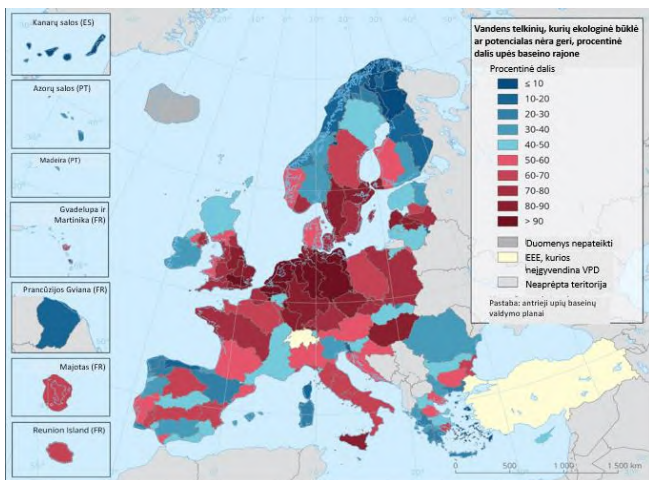 Kanarų salos (ES)
Azorų salos (PT)
Madeira (PT)
Gvadelupa ir
Martinika (FR)
Prancūzijos Gviana (FR)
Majotas (FR)
Reunion Island (FR)
Vandens telkinių, kurių ekologinė būklė
ar potencialas nėra geri, procentinė
dalis upės baseino rajone
Procentinė dalis
≤ 10
10-20
20-30
30-40
40-50
50-60
60-70
70-80
80-90
> 90
Duomenys nepateikti
EEE, kurios
neįgyvendina VPD
Neaprėpta teritorija
Pastaba: antrieji upių baseinų
valdymo planai
0 500 1 000 1 500 km